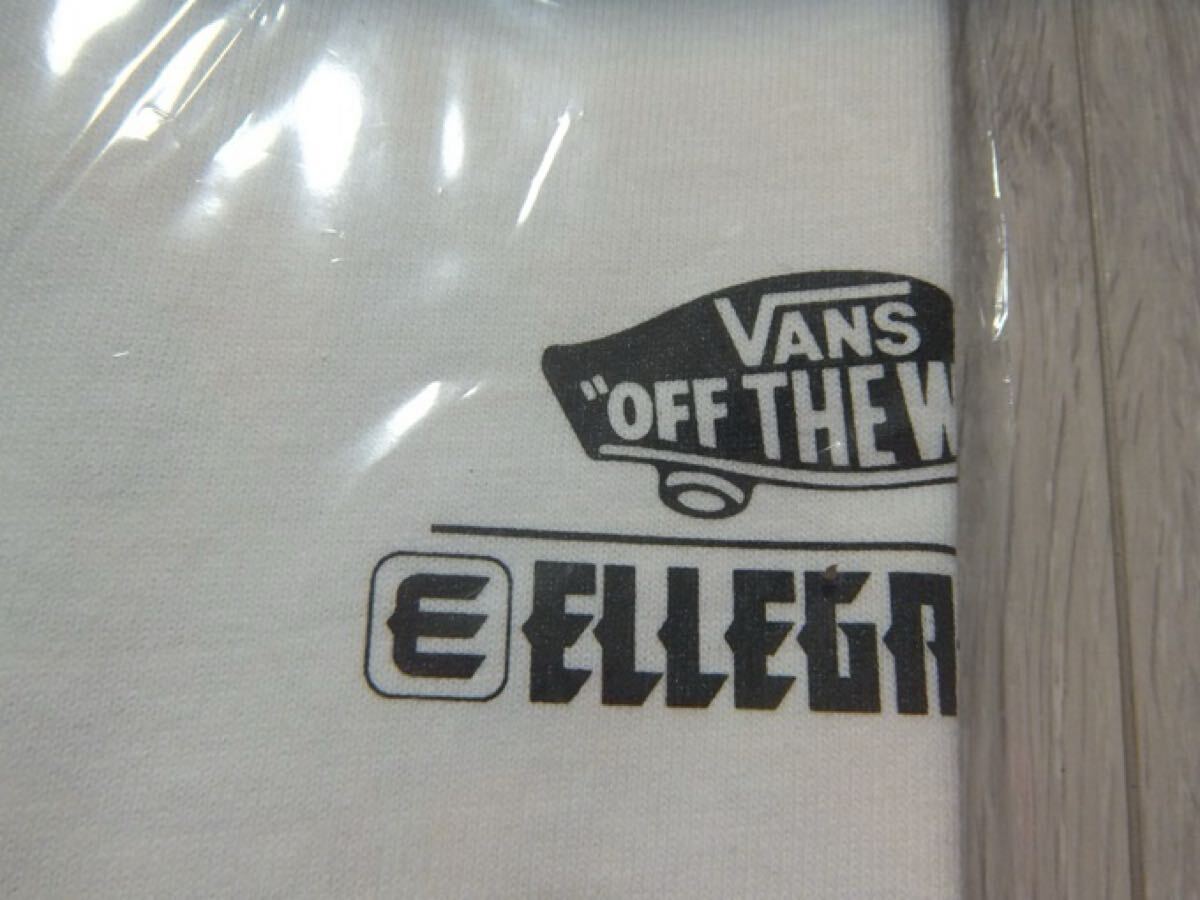 VANS
"OFF THE W
E ELLEGA